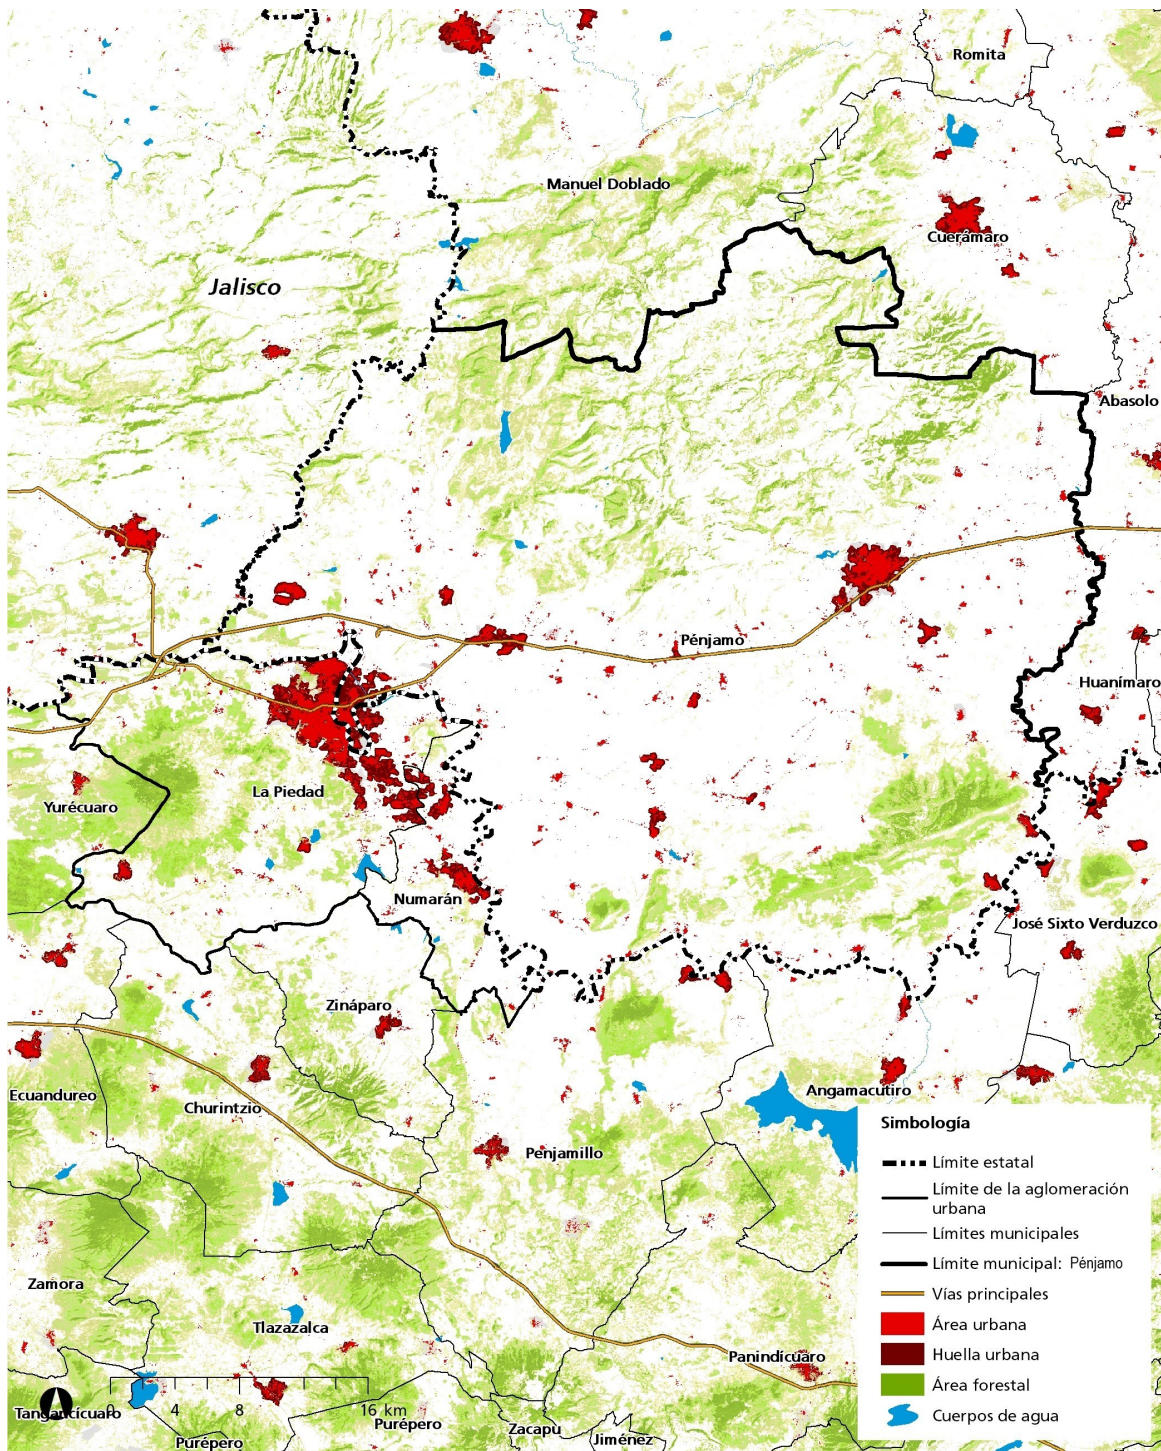 Romita
Manuel Doblado
Cuerámaro
Jalisco
Abasolo
Pénjamo
Huanímaro
La Piedad
Yurécuaro
Numarán
José Sixto Verduzco
Zináparo
Angamacutiro
Ecuandureo
Churintzio
Penjamillo
Zamora
Tlazazalca
Panindícuaro
Tangancícuaro
Purépero
Purépero
Zacapu
Jiménez
0 4 8 16 km
Simbología
Límite estatal
Límite de la aglomeración
urbana
Límites municipales
Límite municipal: Pénjamo
Vías principales
Área urbana
Huella urbana
Área forestal
Cuerpos de agua